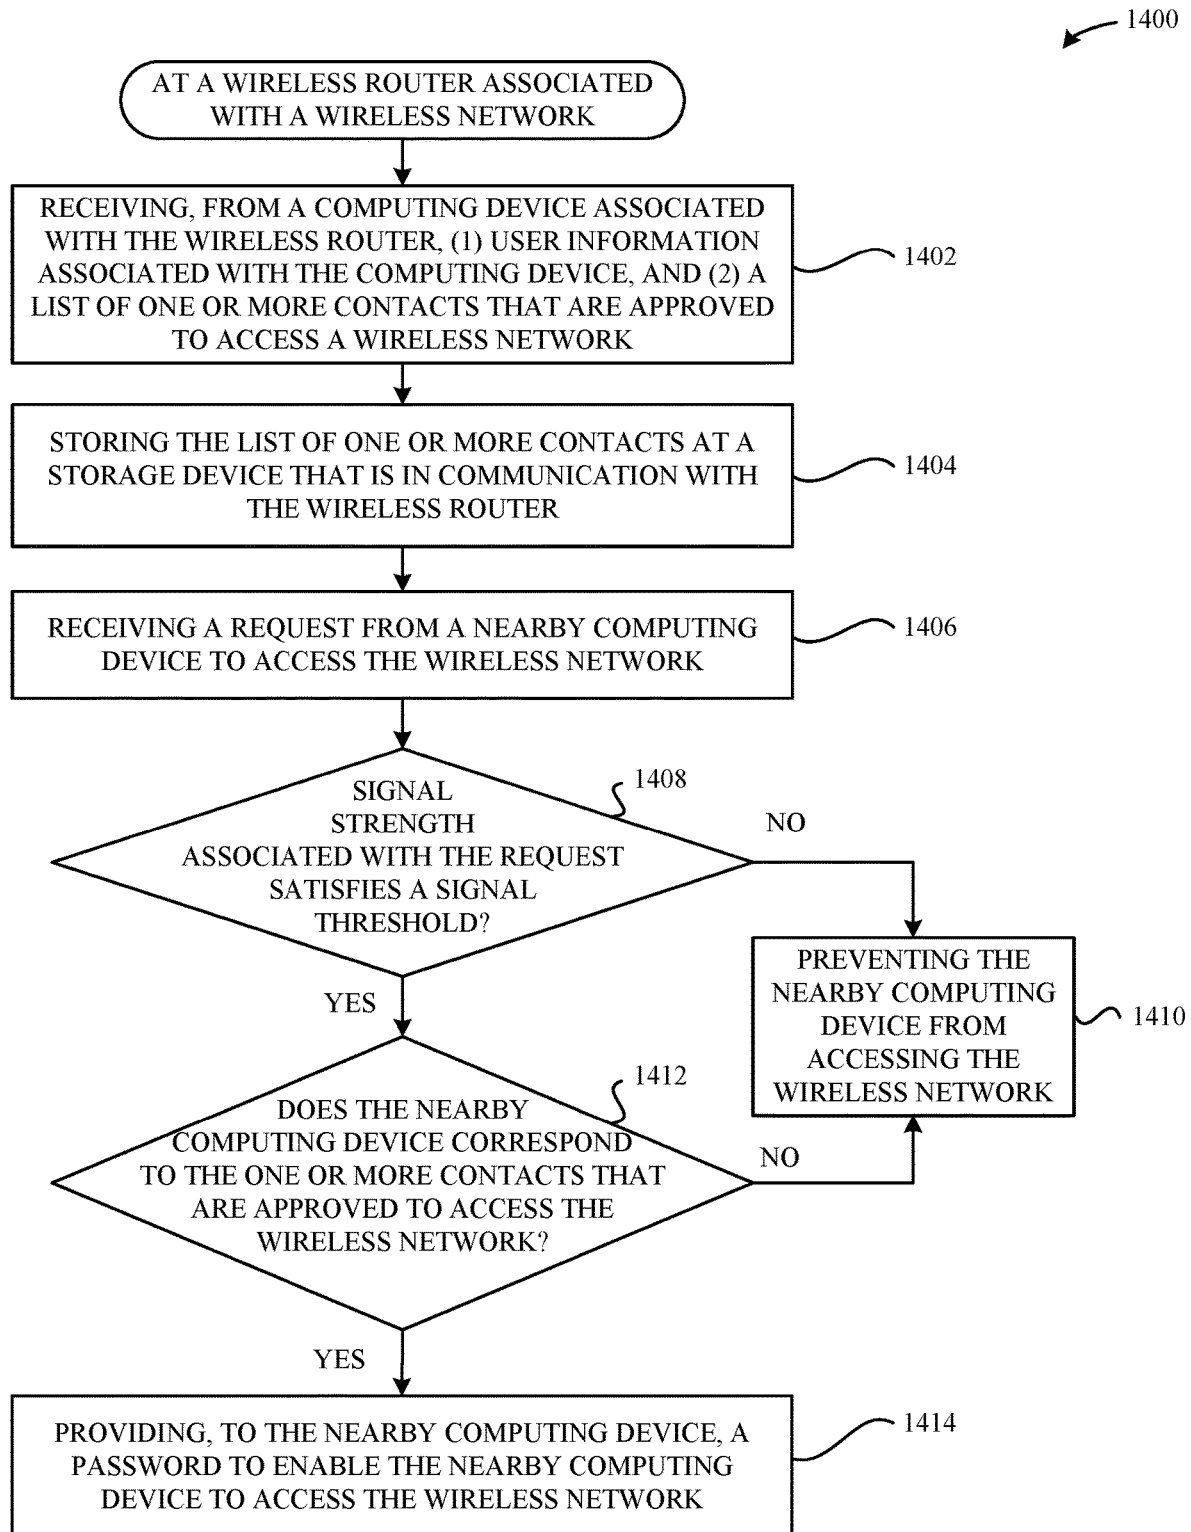 1400
AT A WIRELESS ROUTER ASSOCIATED
WITH A WIRELESS NETWORK
RECEIVING, FROM A COMPUTING DEVICE ASSOCIATED
WITH THE WIRELESS ROUTER, (1) USER INFORMATION
ASSOCIATED WITH THE COMPUTING DEVICE, AND (2) A
LIST OF ONE OR MORE CONTACTS THAT ARE APPROVED
TO ACCESS A WIRELESS NETWORK
1402
STORING THE LIST OF ONE OR MORE CONTACTS AT A
STORAGE DEVICE THAT IS IN COMMUNICATION WITH
THE WIRELESS ROUTER
1404
RECEIVING A REQUEST FROM A NEARBY COMPUTING
DEVICE TO ACCESS THE WIRELESS NETWORK
1406
SIGNAL
STRENGTH
ASSOCIATED WITH THE REQUEST
SATISFIES A SIGNAL
THRESHOLD?
1408
NO
YES
PREVENTING THE
NEARBY COMPUTING
DEVICE FROM
ACCESSING THE
WIRELESS NETWORK
1410
DOES THE NEARBY
COMPUTING DEVICE CORRESPOND
TO THE ONE OR MORE CONTACTS THAT
ARE APPROVED TO ACCESS THE
WIRELESS NETWORK?
1412
NO
YES
PROVIDING, TO THE NEARBY COMPUTING DEVICE, A
PASSWORD TO ENABLE THE NEARBY COMPUTING
DEVICE TO ACCESS THE WIRELESS NETWORK
1414